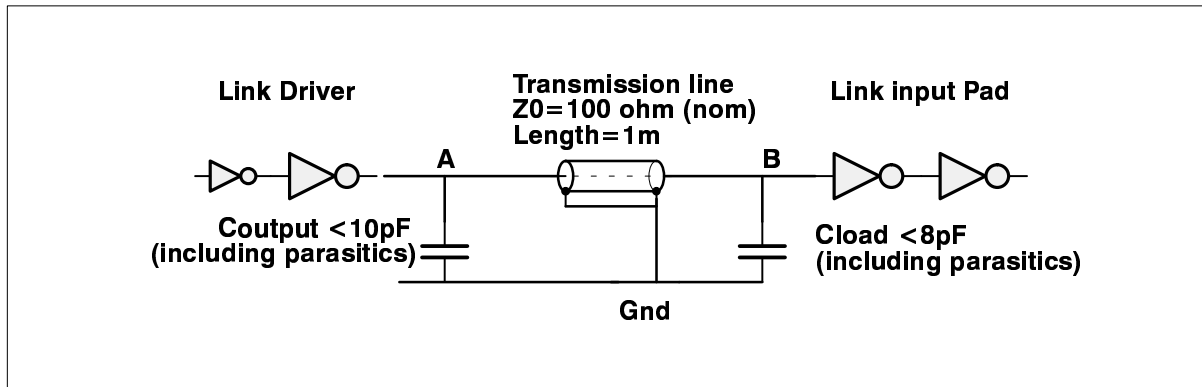 Link Driver
Transmission line
Z0=100 ohm (nom)
Length=1m
Link input Pad
A
B
Coutput <10pF
(including parasitics)
Cload <8pF
(including parasitics)
Gnd